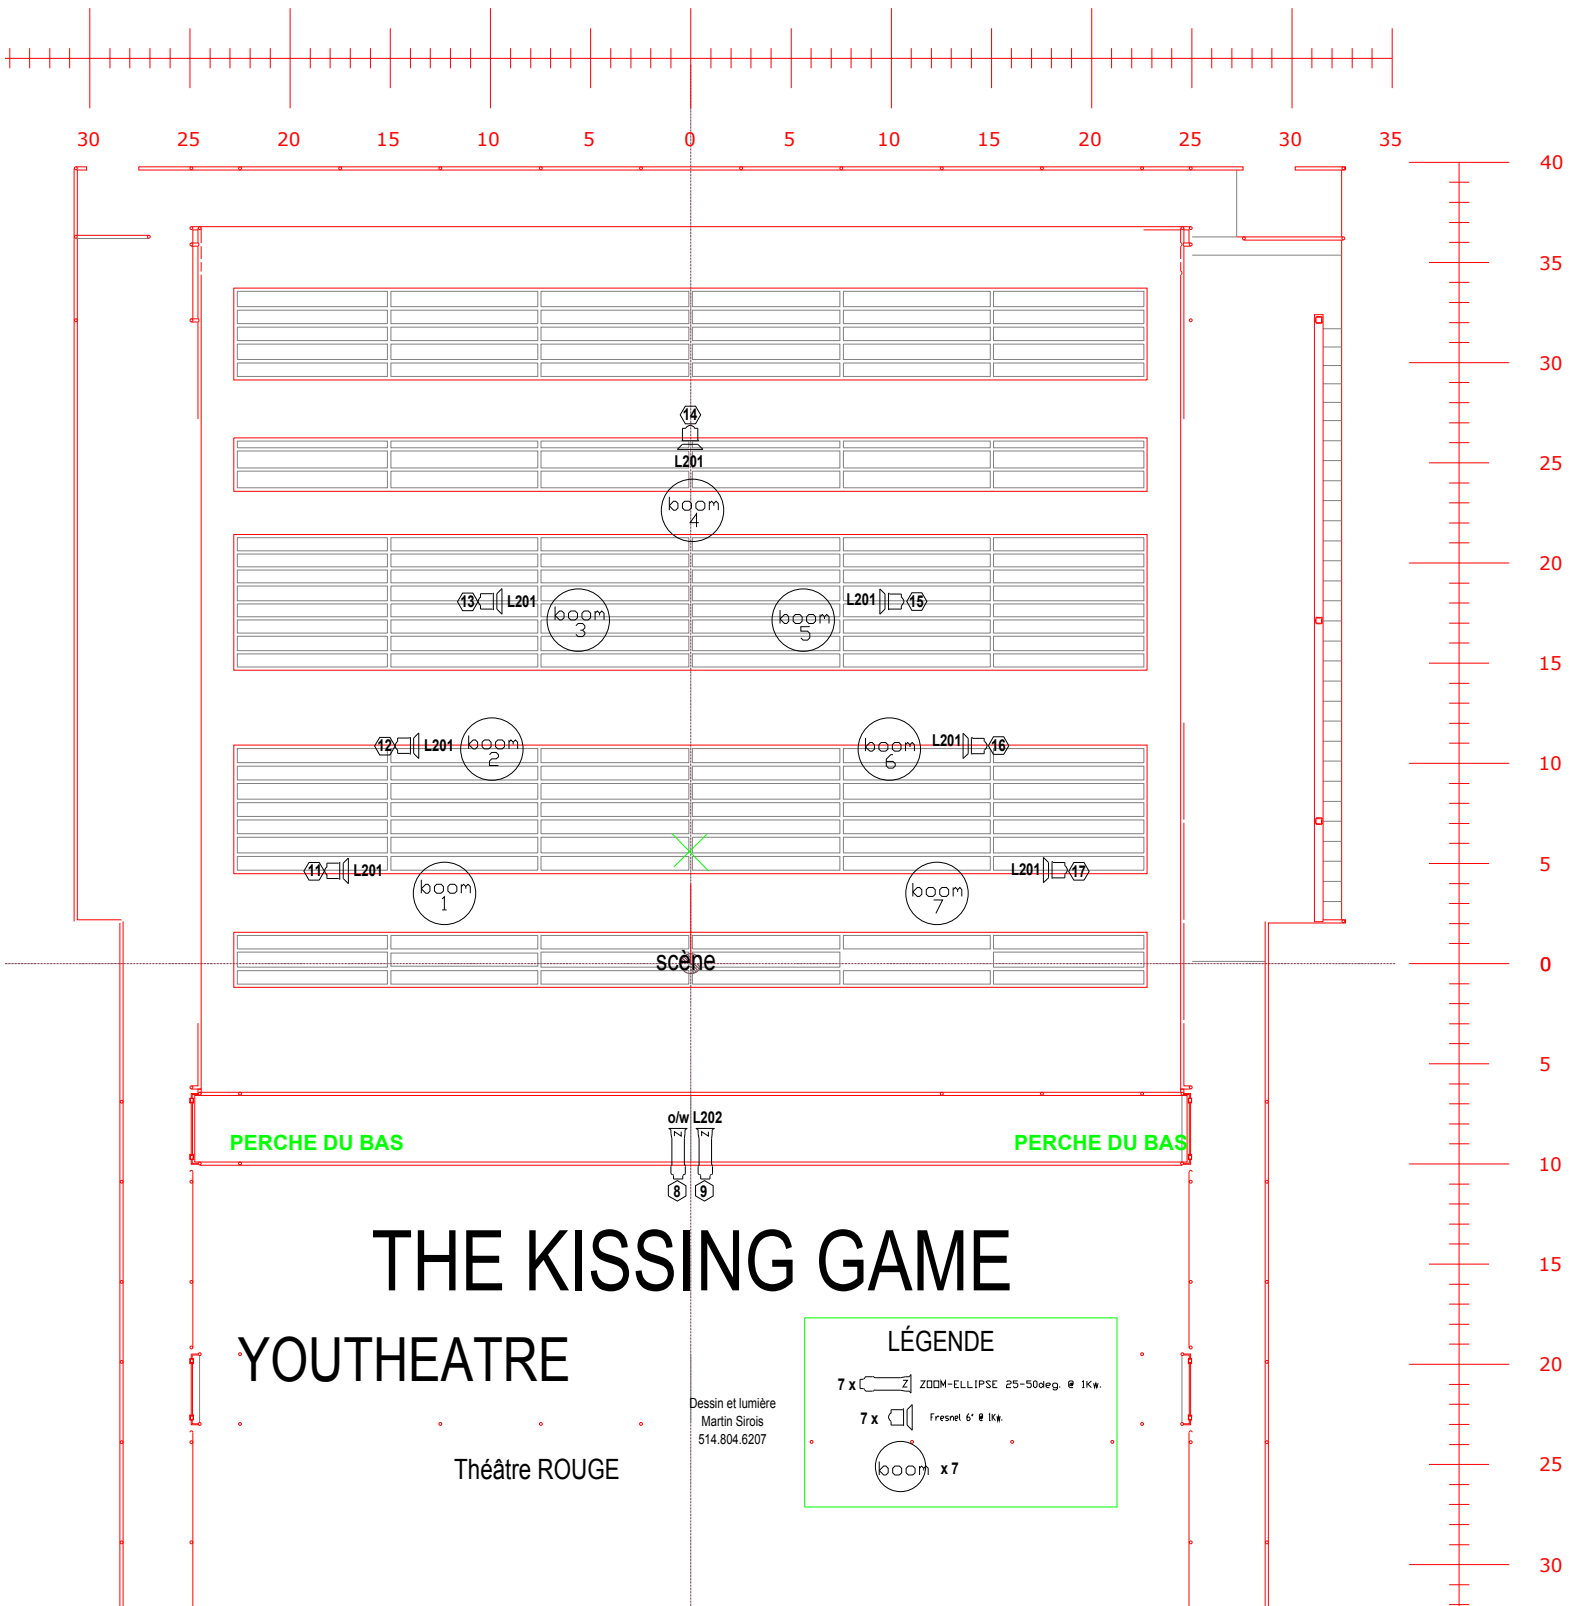 30 25 20 15 10 5 0 5 10 15 20 25 30 35
40
35
30
14
25
L201
boom
4
20
13 L201
L201 15
boom
3
boom
5
15
12 L201
boom
2
boom
6
L201 16
10
11 L201
L201 17
5
boom
1
boom
7
scène
0
5
o/w L202
Z Z
PERCHE DU BAS
PERCHE DU BAS
10
8 9
THE KISSING GAME
15
YOUTHEATRE
LÉGENDE
20
7 x Z ZOOM-ELLIPSE 25-50deg. @ 1Kw.
Dessin et lumière
Martin Sirois
514.804.6207
7 x Fresnel 6" @ 1Kw.
Théâtre ROUGE
boom x 7
25
30